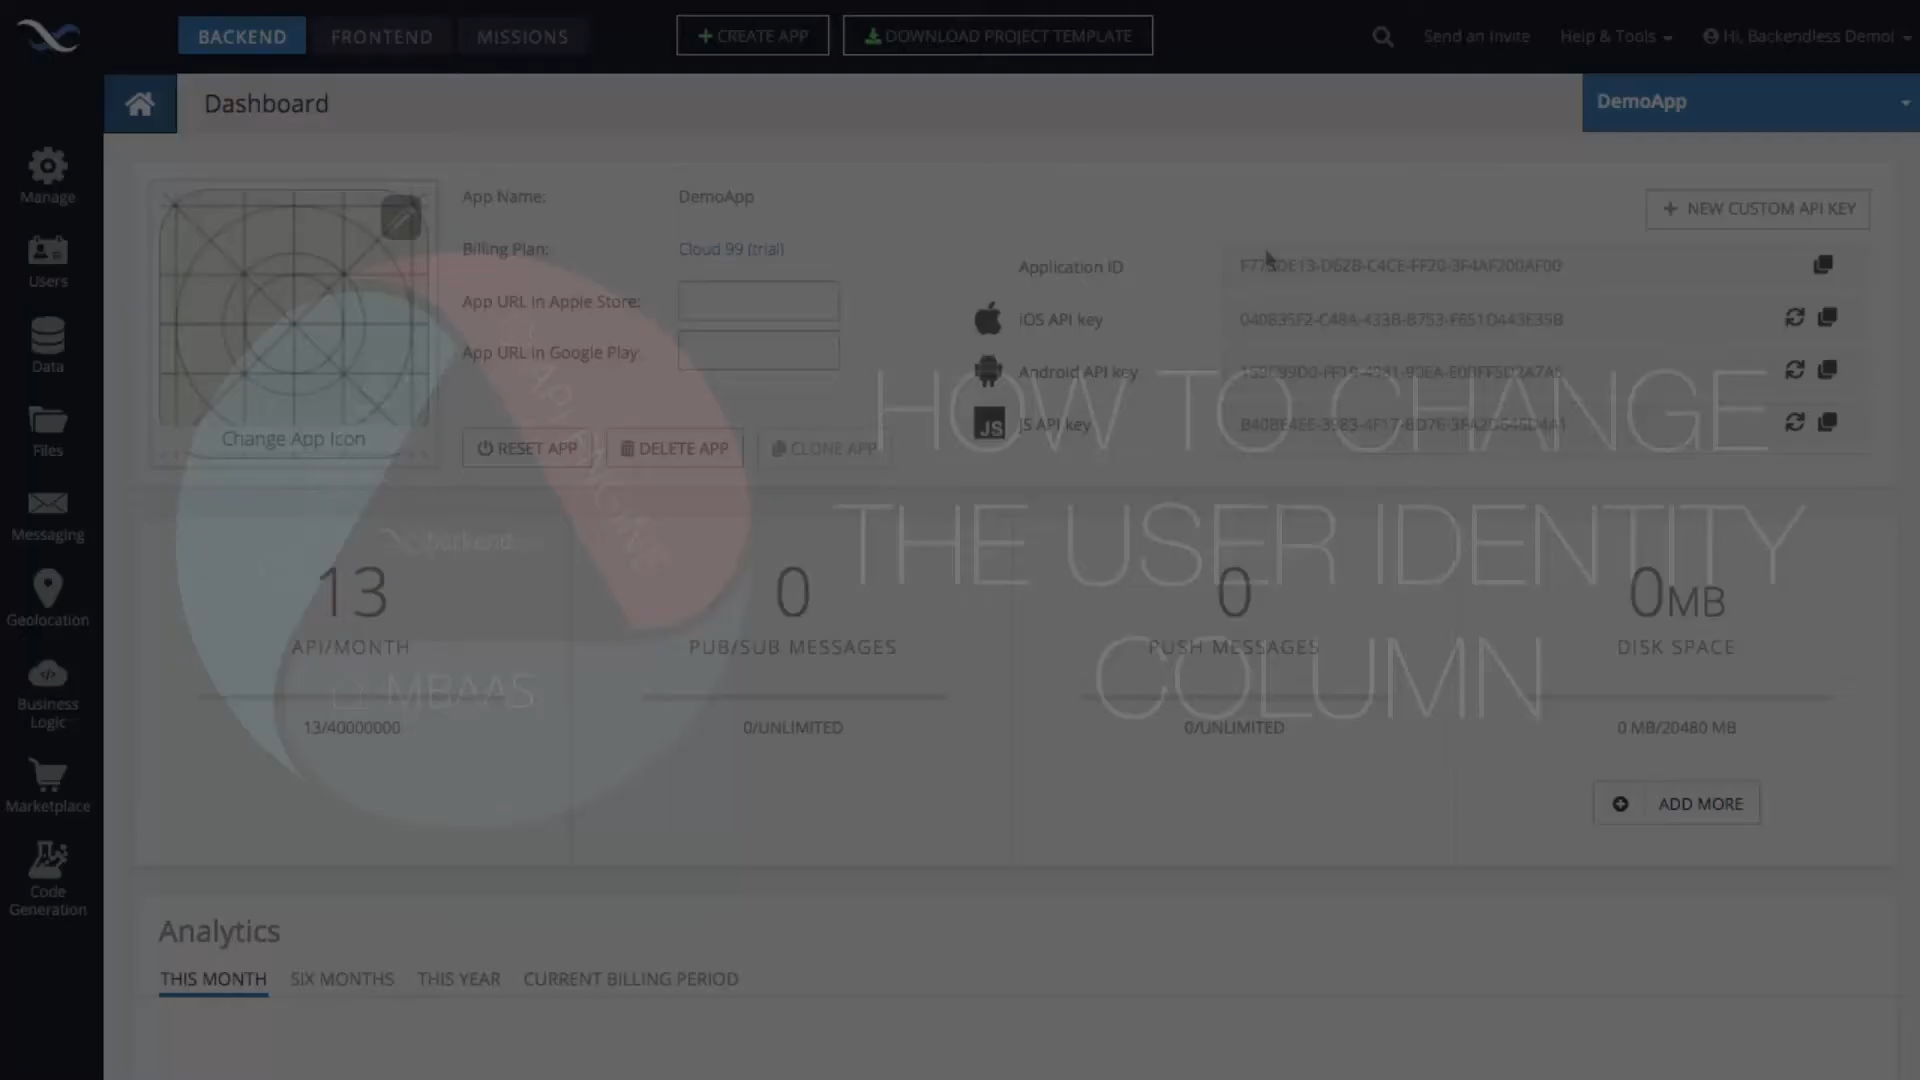 BACKEND FRONTEND MISSIONS CREATE APP DOWNLOAD PROJECT TEMPLATE Send an Invite Help & Tools Hi, Backendless Demo!
Dashboard DemoApp
Manage
Users
Data
Files
Messaging
Geolocation
Business
Logic
Marketplace
Code
Generation
Change App Icon
App Name: DemoApp
Billing Plan: Cloud 99 (trial)
App URL in Apple Store:
App URL in Google Play:
RESET APP DELETE APP CLONE APP
NEW CUSTOM API KEY
Application ID
iOS API key
Android API key
JS JS API key
HOW TO CHANGE
THE USER IDENTITY
COLUMN
MBAAS
13 0 0 0MB
API/MONTH PUB/SUB MESSAGES PUSH MESSAGES DISK SPACE
13/40000000 0/UNLIMITED 0/UNLIMITED 0 MB/20480 MB
ADD MORE
Analytics
THIS MONTH SIX MONTHS THIS YEAR CURRENT BILLING PERIOD